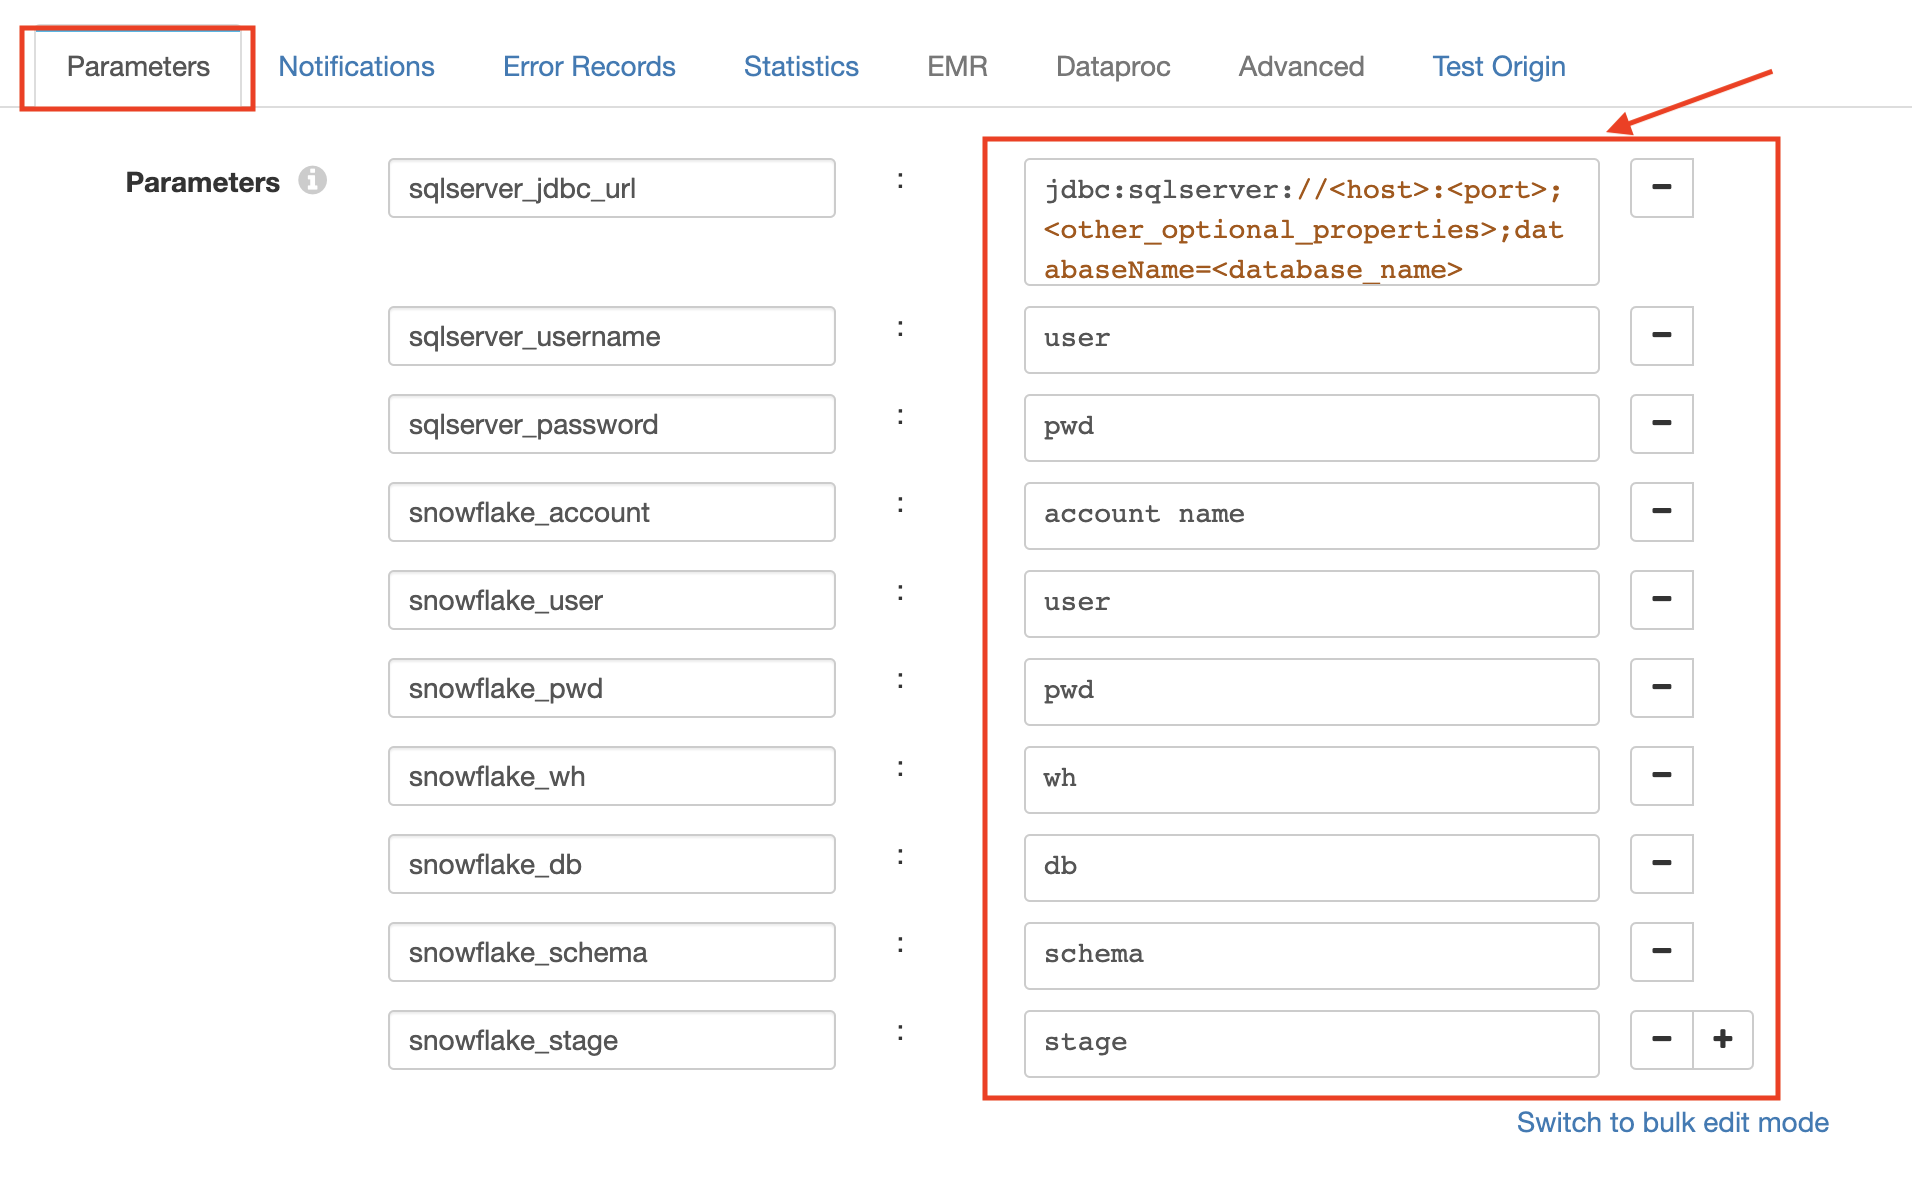 Parameters Notifications Error Records Statistics EMR Dataproc Advanced Test Origin
Parameters sqlserver_jdbc_url : jdbc:sqlserver://<host>:<port>;
<other_optional_properties>;dat
abaseName=<database_name>
sqlserver_username : user
sqlserver_password : pwd
snowflake_account : account name
snowflake_user : user
snowflake_pwd : pwd
snowflake_wh : wh
snowflake_db : db
snowflake_schema : schema
snowflake_stage : stage
Switch to bulk edit mode